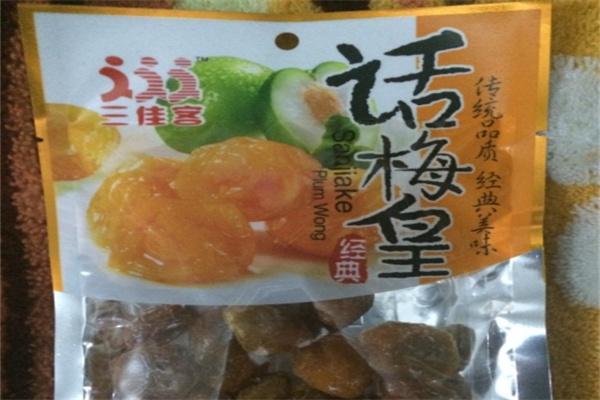 三佳客
TM
话梅皇
Sanjiake
Plum Wong
经典
传统品质 经典美味